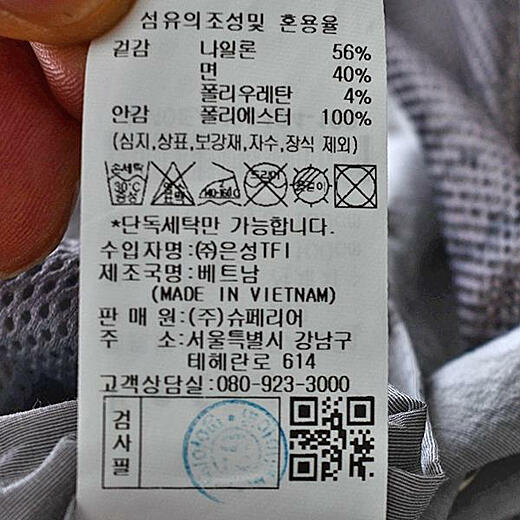 섬유의조성및 혼용율
겉감 나일론 56%
면 40%
폴리우레탄 4%
안감 폴리에스터 100%
(심지,상표,보강재,자수,장식 제외)
손세탁
30℃
중성
*단독세탁만 가능합니다.
수입자명:㈜은성TFI
제조국명:베트남
(MADE IN VIETNAM)
판 매 원:(주)슈페리어
주 소:서울특별시 강남구
테헤란로 614
고객상담실:080-923-3000
검사필